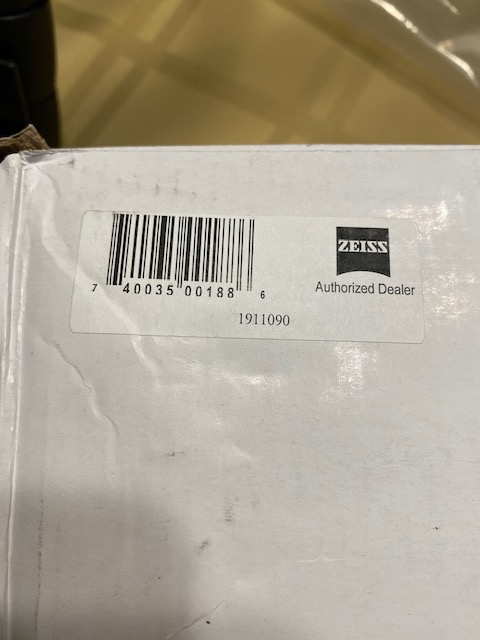 ZEISS
7 40035 00188 6
Authorized Dealer
1911090